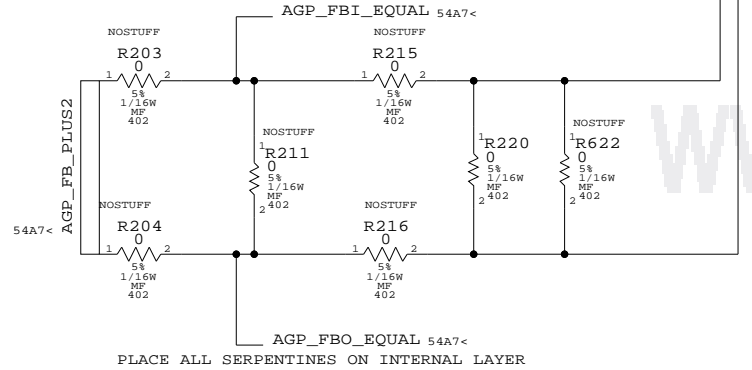 AGP_FBI_EQUAL 54A7<
NOSTUFF
R203
0
1 2
5%
1/16W
MF
402
NOSTUFF
R215
0
1 2
5%
1/16W
MF
402
AGP_FB_PLUS2
54A7<
NOSTUFF
1
R211
0
5%
1/16W
MF
402
2
1
R220
0
5%
1/16W
MF
402
2
NOSTUFF
1
R622
0
5%
1/16W
MF
402
2
NOSTUFF
R204
0
1 2
5%
1/16W
MF
402
NOSTUFF
R216
0
1 2
5%
1/16W
MF
402
AGP_FBO_EQUAL 54A7<
PLACE ALL SERPENTINES ON INTERNAL LAYER